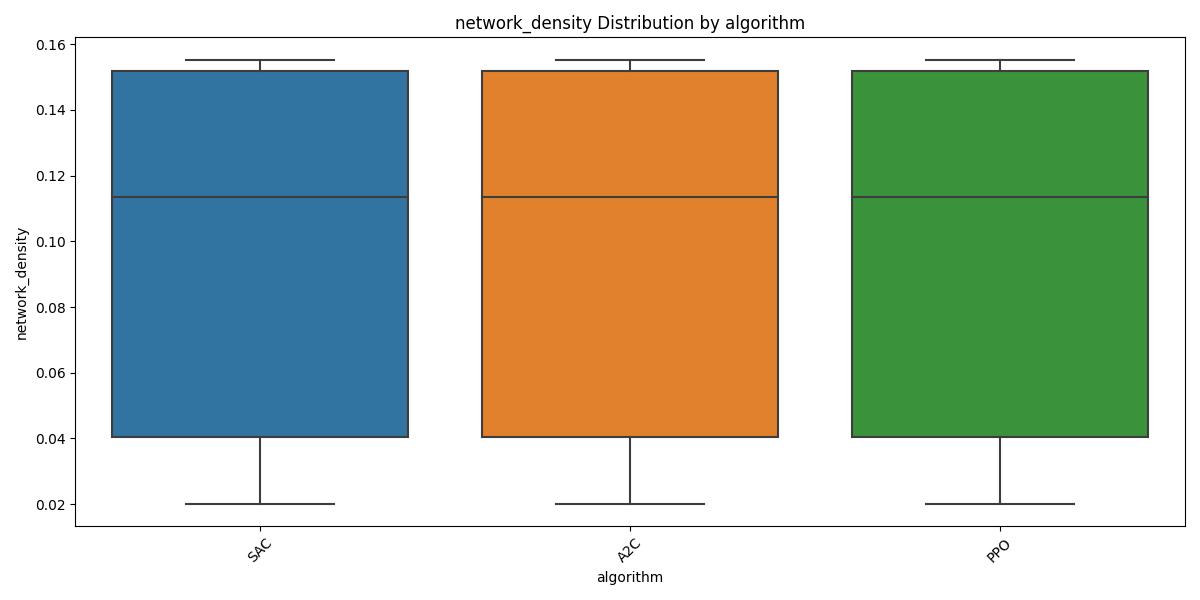 network_density Distribution by algorithm
network_density
0.16
0.14
0.12
0.10
0.08
0.06
0.04
0.02
SAC
A2C
PPO
algorithm